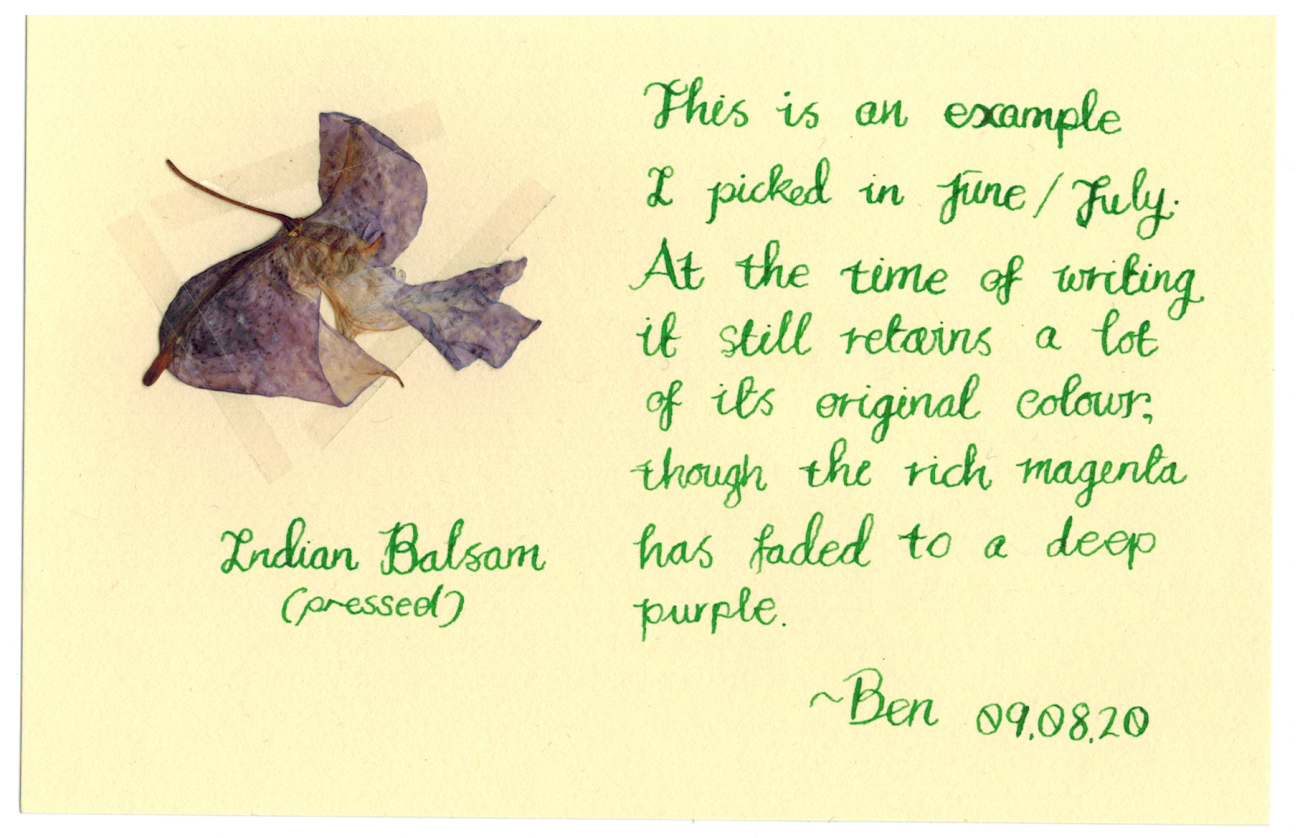 This is an example
I picked in June/July.
At the time of writing
it still retains a lot
of its original colour,
though the rich magenta
has faded to a deep
purple.
~Ben 09.08.20
Indian Balsam
(pressed)